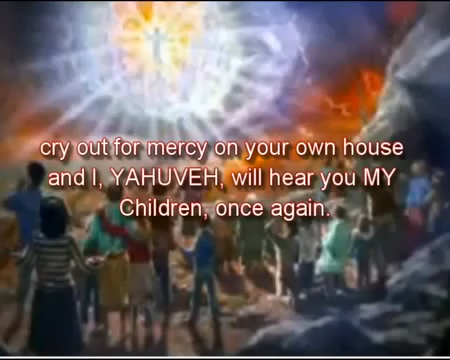 cry out for mercy on your own house
and I, YAHUVEH, will hear you MY
Children, once again.